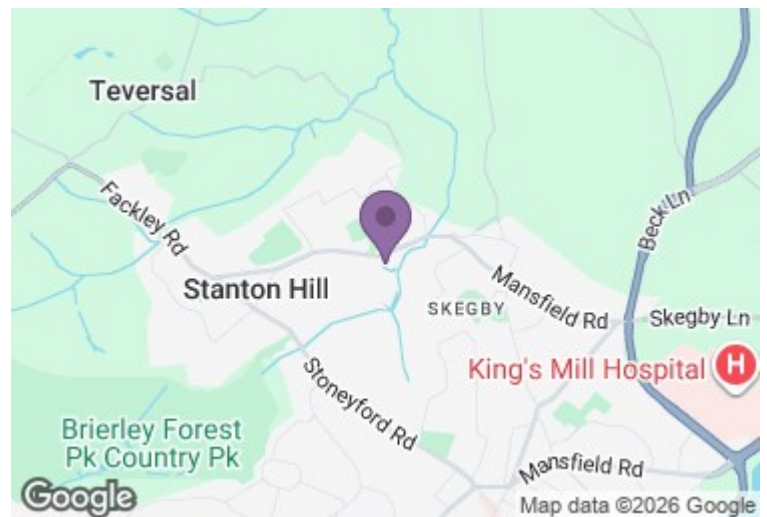 Teversal
Fackley Rd
Beck Ln
Stanton Hill
SKEGBY
Mansfield Rd
Skegby Ln
King's Mill Hospital
H
Stoneyford Rd
Brierley Forest
Pk Country Pk
Mansfield Rd
Google
Map data ©2026 Google